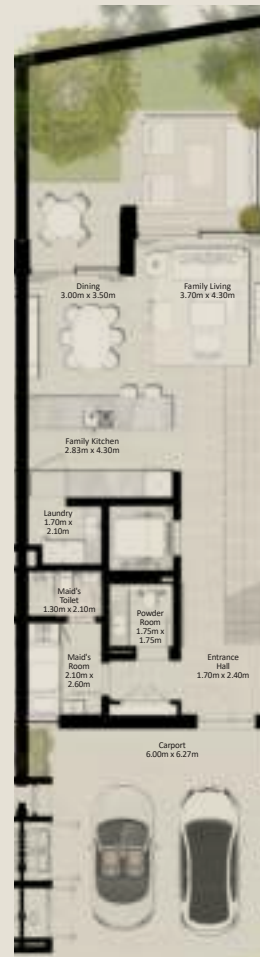 Dining
3.00m x 3.50m
Family Living
3.70m x 4.30m
Family Kitchen
2.83m x 4.30m
Laundry
1.70m x
2.10m
Maid's
Toilet
1.30m x 2.10m
Powder
Room
1.75m x
1.75m
Maid's
Room
2.10m x
2.60m
Entrance
Hall
1.70m x 2.40m
Carport
6.00m x 6.27m